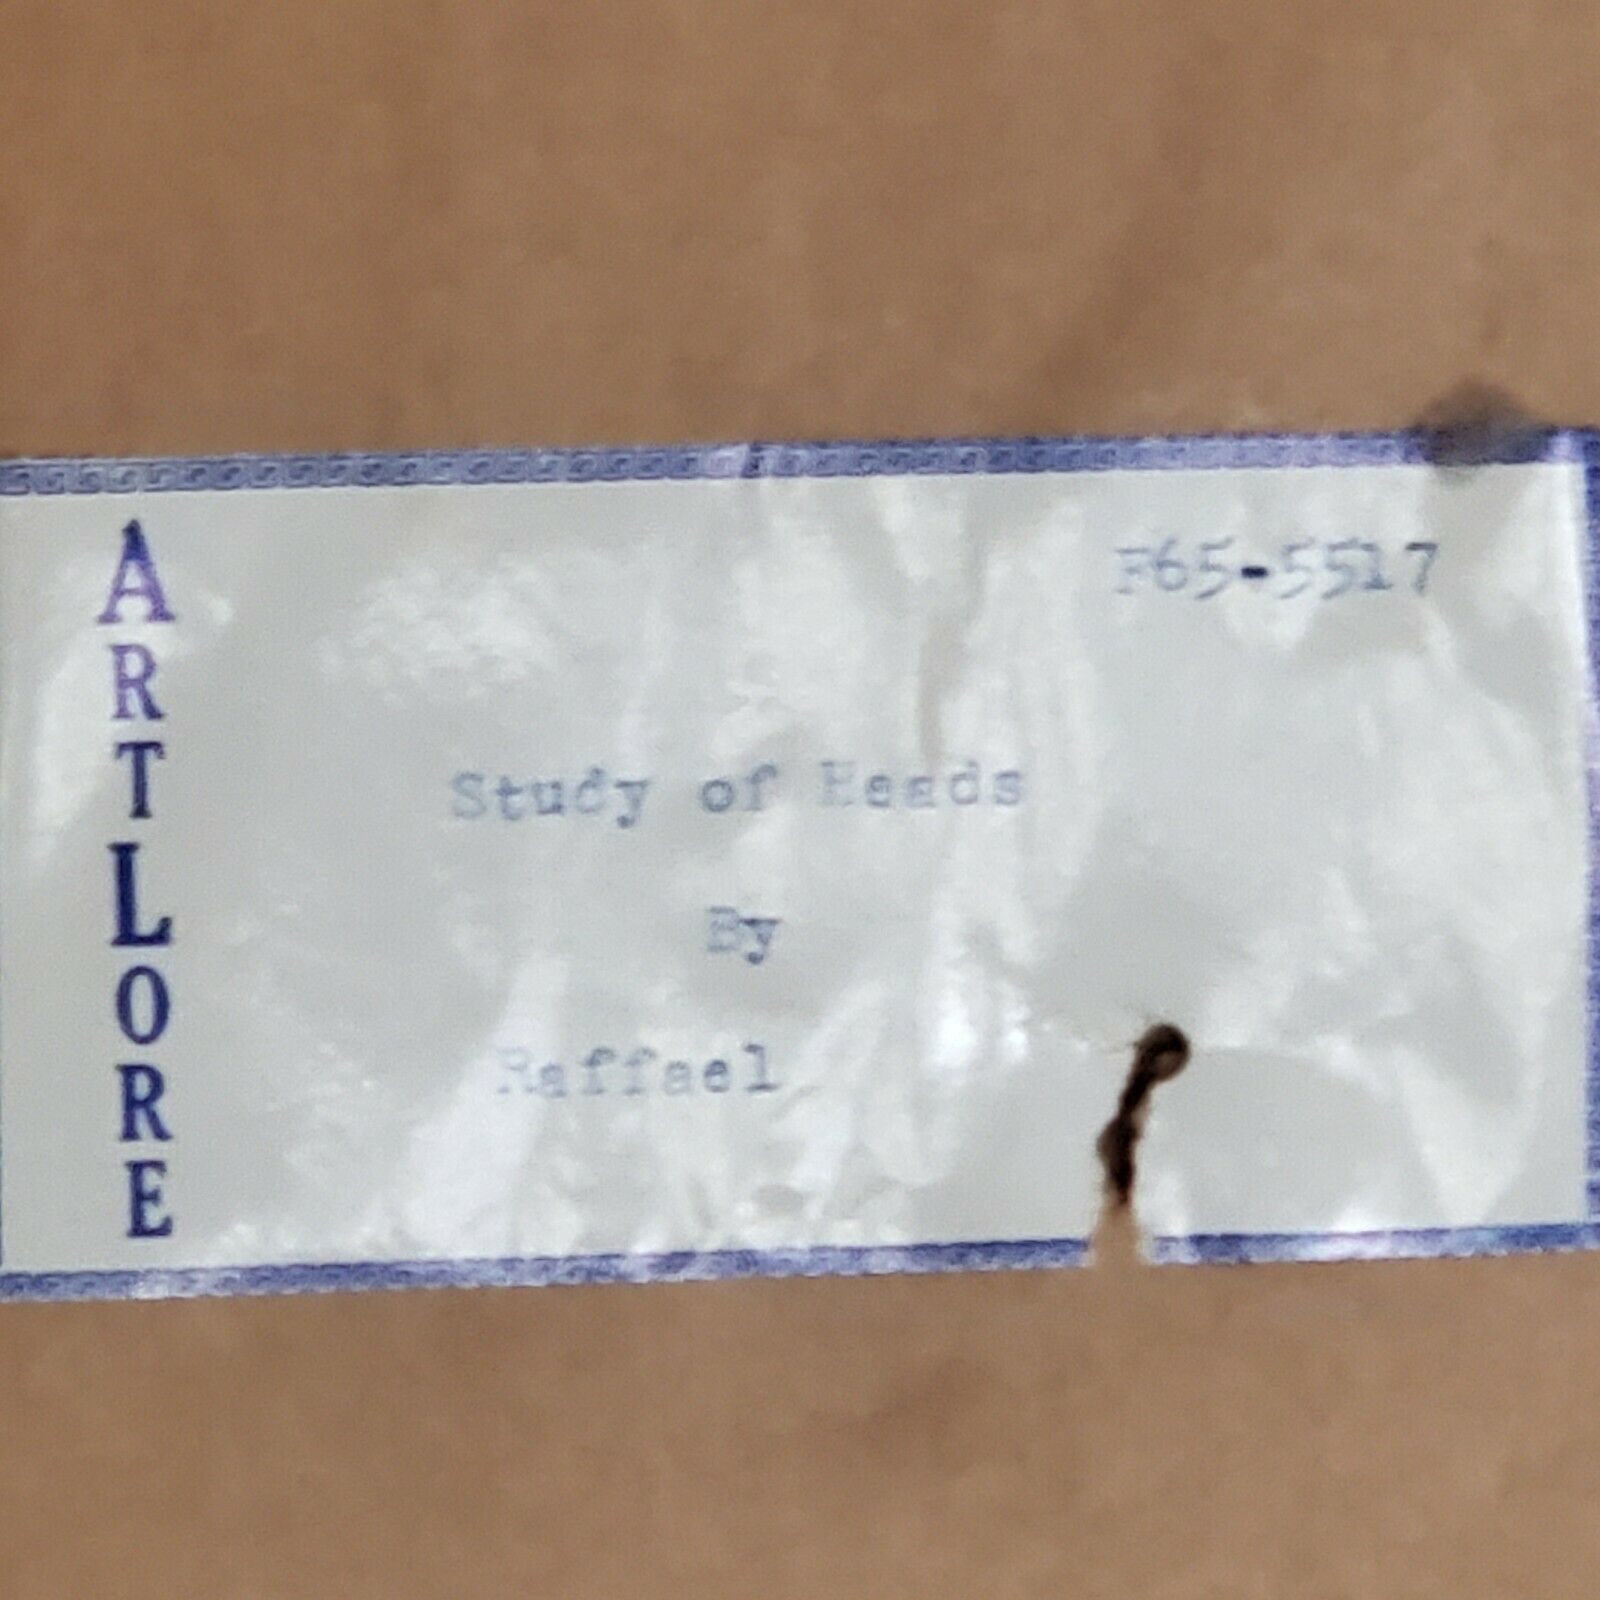 ARTLORE
F65-5517
Study of Heads
By
Raffael